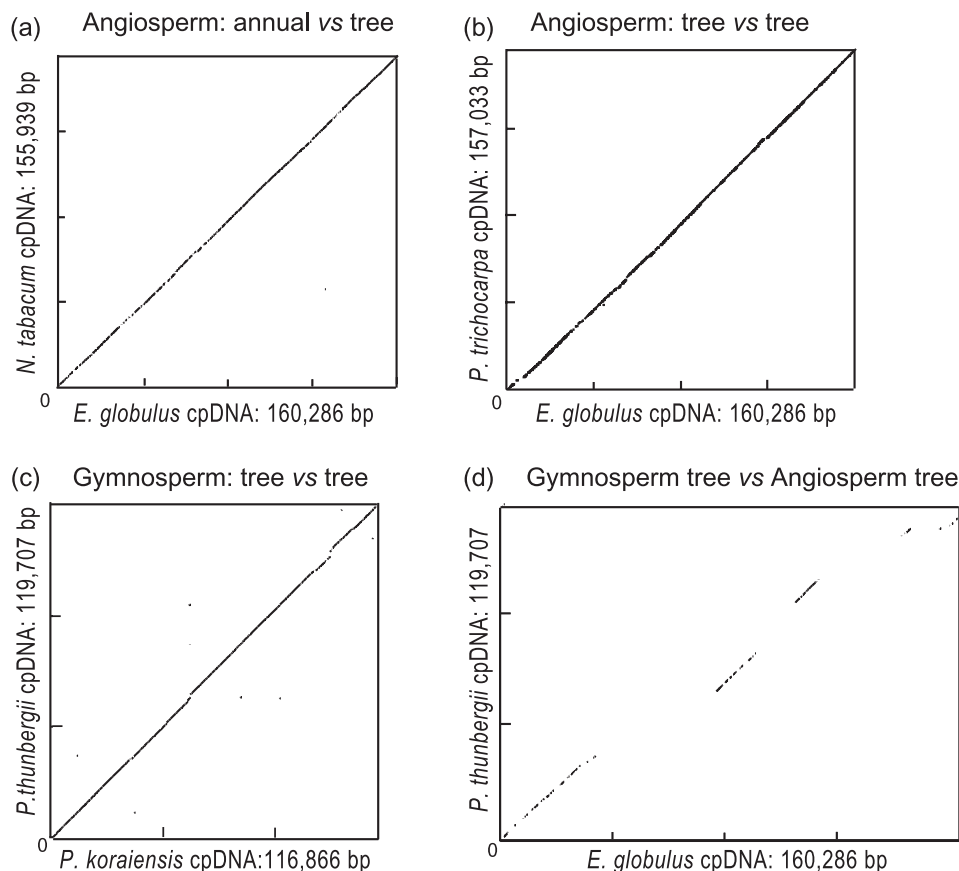 (a) Angiosperm: annual vs tree
N. tabacum cpDNA: 155,939 bp
0
E. globulus cpDNA: 160,286 bp
(b) Angiosperm: tree vs tree
P. trichocarpa cpDNA: 157,033 bp
0
E. globulus cpDNA: 160,286 bp
(c) Gymnosperm: tree vs tree
P.thunbergii cpDNA: 119,707 bp
0
P. koraiensis cpDNA:116,866 bp
(d) Gymnosperm tree vs Angiosperm tree
P. thunbergii cpDNA: 119,707
0
E. globulus cpDNA: 160,286 bp